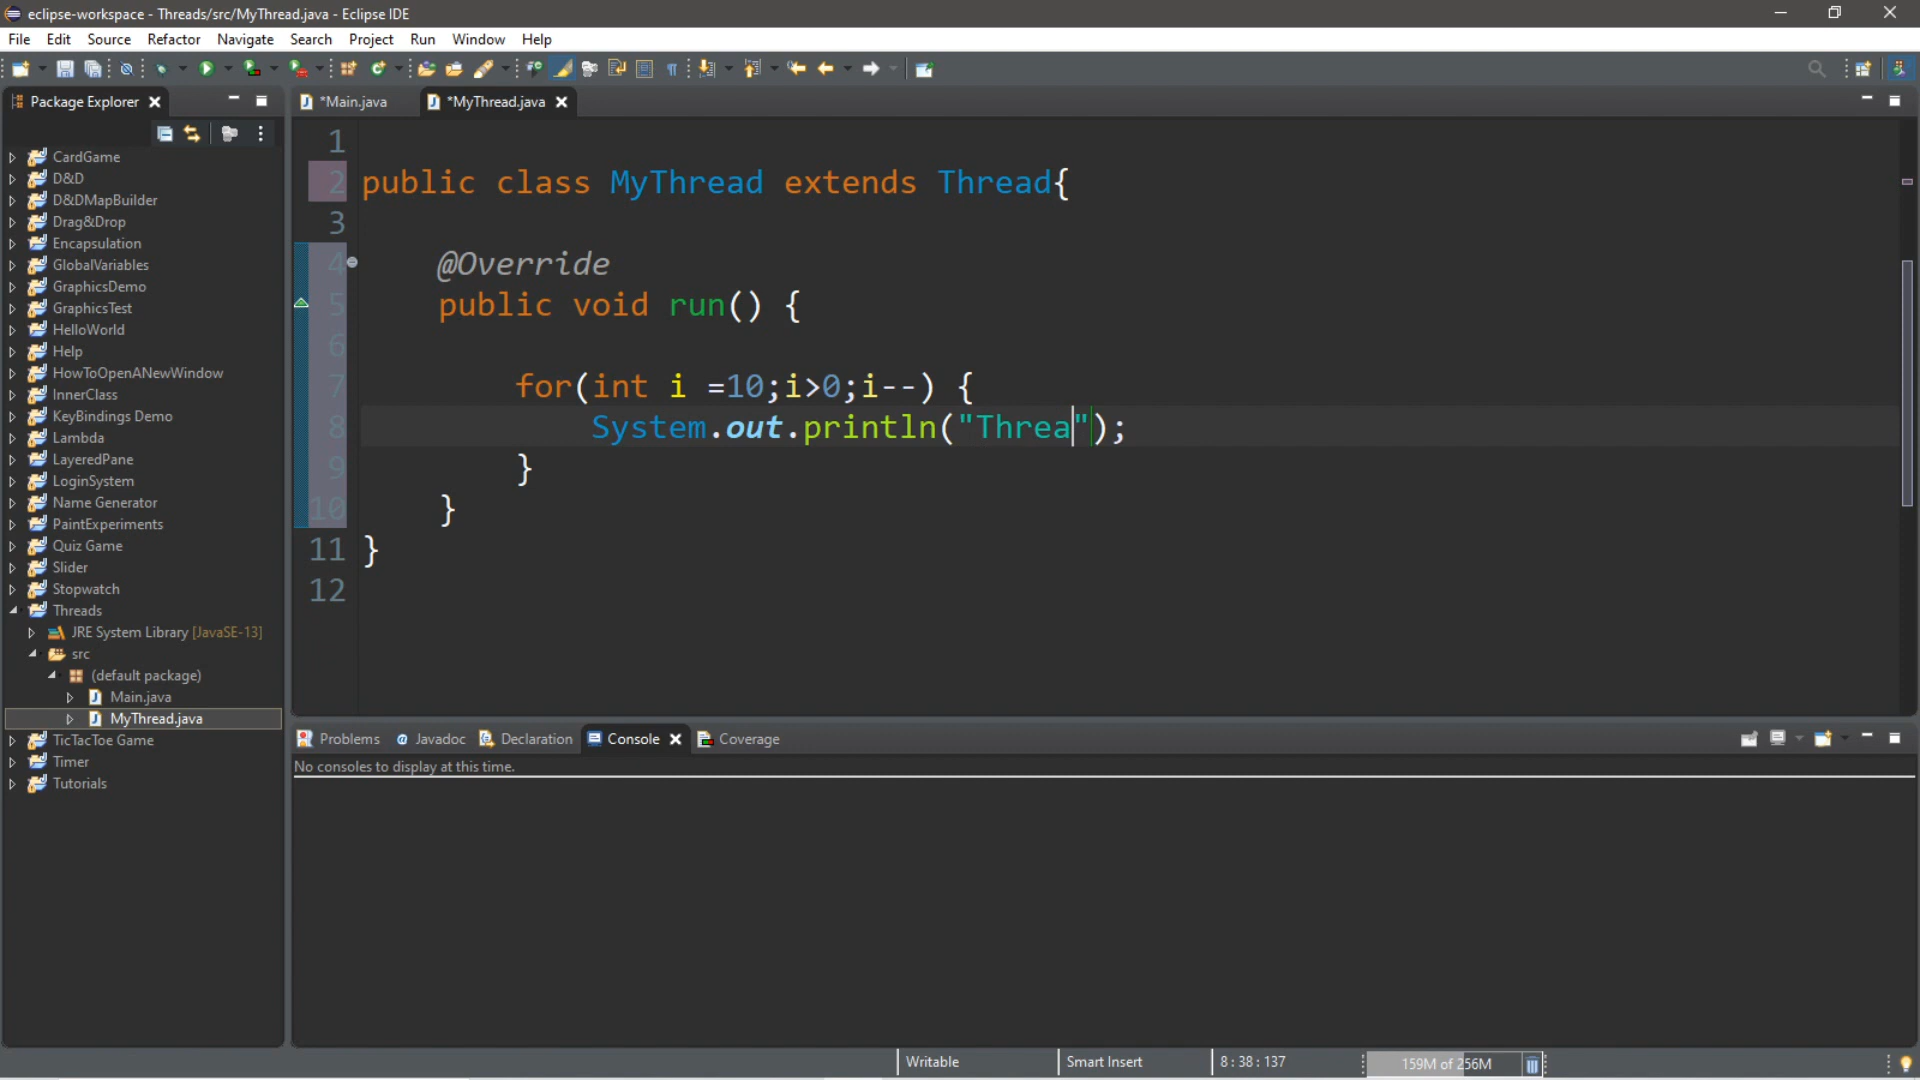 eclipse-workspace - Threads/src/MyThread.java - Eclipse IDE
File Edit Source Refactor Navigate Search Project Run Window Help
Package Explorer
*Main.java *MyThread.java
CardGame
D&D
D&DMapBuilder
Drag&Drop
Encapsulation
GlobalVariables
GraphicsDemo
GraphicsTest
HelloWorld
Help
HowToOpenANewWindow
InnerClass
KeyBindings Demo
Lambda
LayeredPane
LoginSystem
Name Generator
PaintExperiments
Quiz Game
Slider
Stopwatch
Threads
JRE System Library [JavaSE-13]
src
(default package)
Main.java
MyThread.java
TicTacToe Game
Timer
Tutorials
1
2 public class MyThread extends Thread{
3
4 @Override
5 public void run() {
6
7 for(int i =10;i>0;i--) {
8 System.out.println("Threa");
9 }
10 }
11 }
12
Problems Javadoc Declaration Console Coverage
No consoles to display at this time.
Writable Smart Insert 8 : 38 : 137 159M of 256M